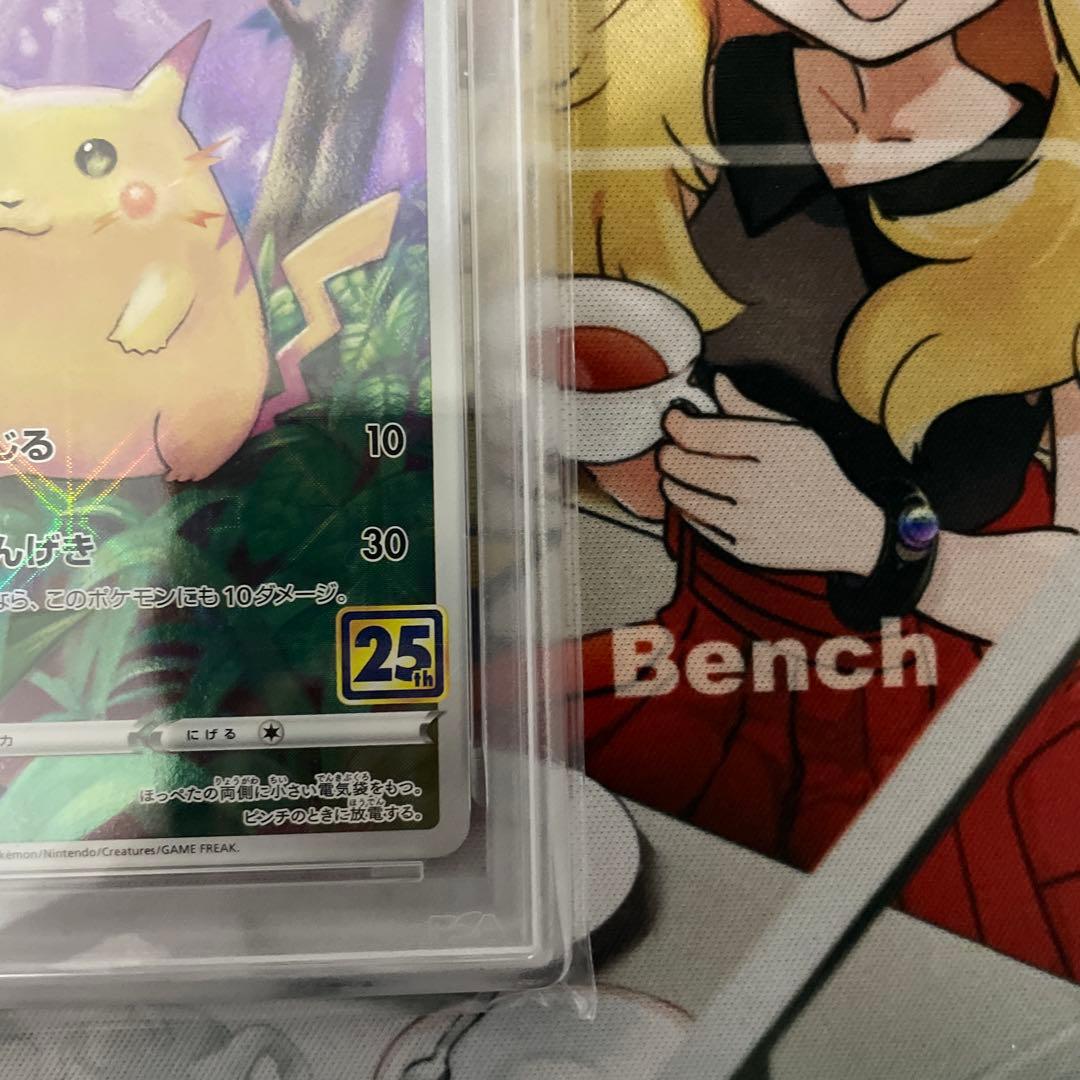 じる 10
んげき 30
なら、このポケモンにも10ダメージ。
25th
カ
にげる
ほっぺたの両側に小さい電気袋をもつ。
ピンチのときに放電する。
kémon/Nintendo/Creatures/GAME FREAK.
PSA
Bench